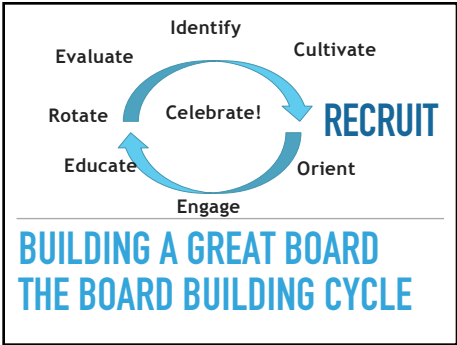 Identify
Evaluate
Cultivate
Rotate
Celebrate!
RECRUIT
Educate
Orient
Engage
BUILDING A GREAT BOARD
THE BOARD BUILDING CYCLE